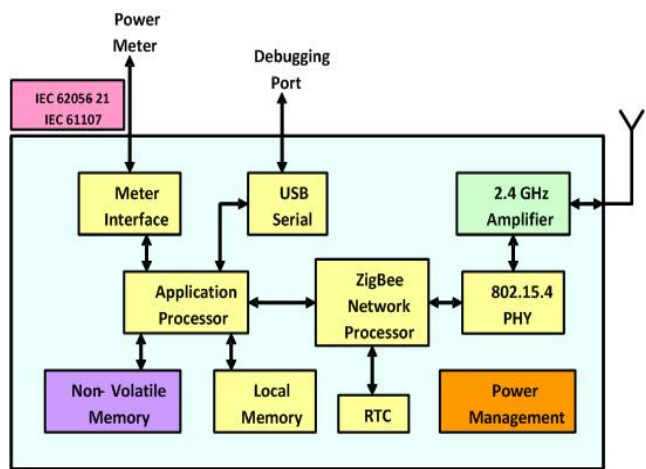 Power
Meter
Debugging
Port
IEC 62056 21
IEC 61107
Meter
Interface
USB
Serial
2.4 GHz
Amplifier
Application
Processor
ZigBee
Network
Processor
802.15.4
PHY
Non- Volatile
Memory
Local
Memory
RTC
Power
Management